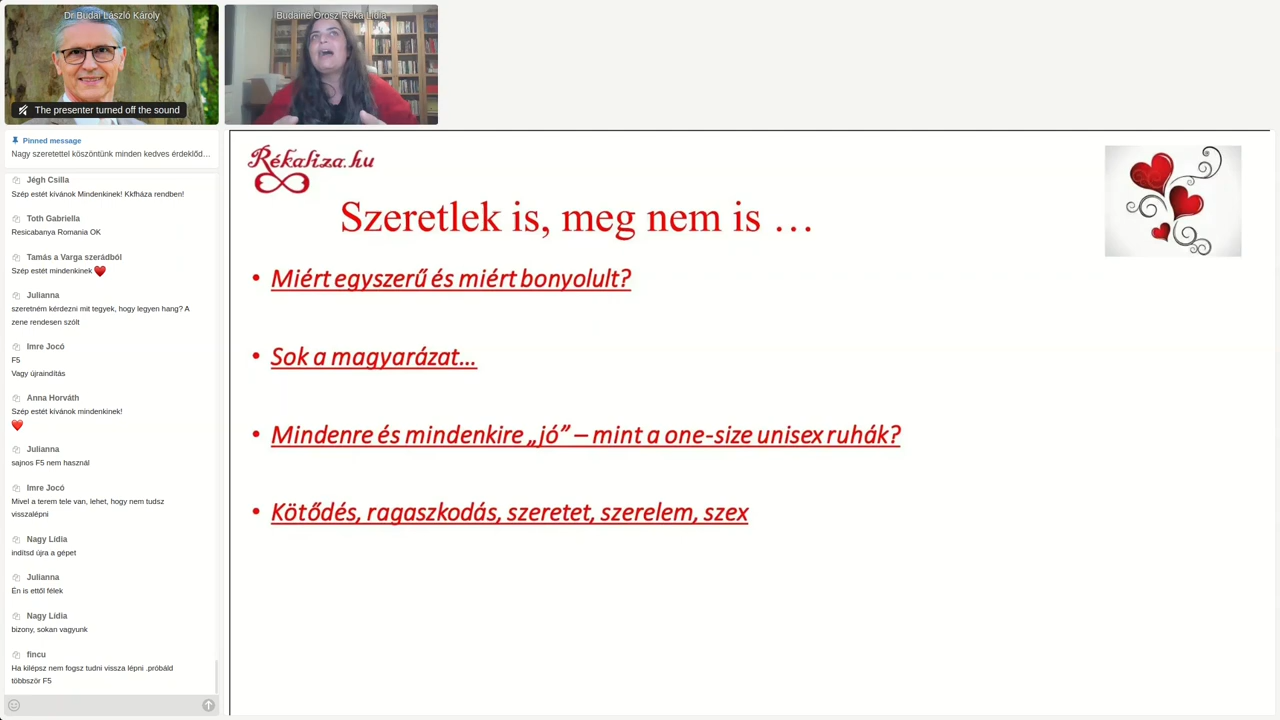 Dr Budai László Károly
Budainé Orosz Réka Lídia
The presenter turned off the sound
Pinned message
Nagy szeretettel köszöntünk minden kedves érdeklőd…
Jégh Csilla
Szép estét kívánok Mindenkinek! Kkfháza rendben!
Toth Gabriella
Resicabanya Romania OK
Tamás a Varga szerádból
Szép estét mindenkinek ❤️
Julianna
szeretném kérdezni mit tegyek, hogy legyen hang? A
zene rendesen szólt
Imre Jocó
F5
Vagy újraindítás
Anna Horváth
Szép estét kívánok mindenkinek!
❤️
Julianna
sajnos F5 nem használ
Imre Jocó
Mivel a terem tele van, lehet, hogy nem tudsz
visszalépni
Nagy Lídia
indítsd újra a gépet
Julianna
Én is ettől félek
Nagy Lídia
bizony, sokan vagyunk
fincu
Ha kilépsz nem fogsz tudni vissza lépni .próbáld
többször F5
Rékaliza.hu
Szeretlek is, meg nem is …
• Miért egyszerű és miért bonyolult?
• Sok a magyarázat…
• Mindenre és mindenkire „jó” – mint a one-size unisex ruhák?
• Kötődés, ragaszkodás, szeretet, szerelem, szex